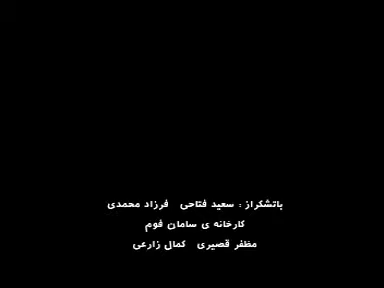 باتشکراز : سعید فتاحی   فرزاد محمدی
کارخانه ی سامان فوم
مظفر قصیری   کمال زارعی